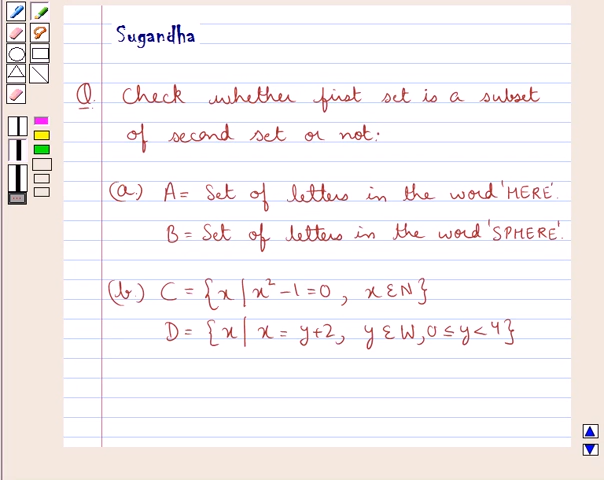 Sugandha
Q. Check whether first set is a subset
of second set or not.
(a.) A = Set of letters in the word 'HERE'.
B = Set of letters in the word 'SPHERE'.
(b.) C = {x | x² - 1 = 0, x ε N}
D = {x | x = y+2, y ε W, 0 ≤ y < 4}